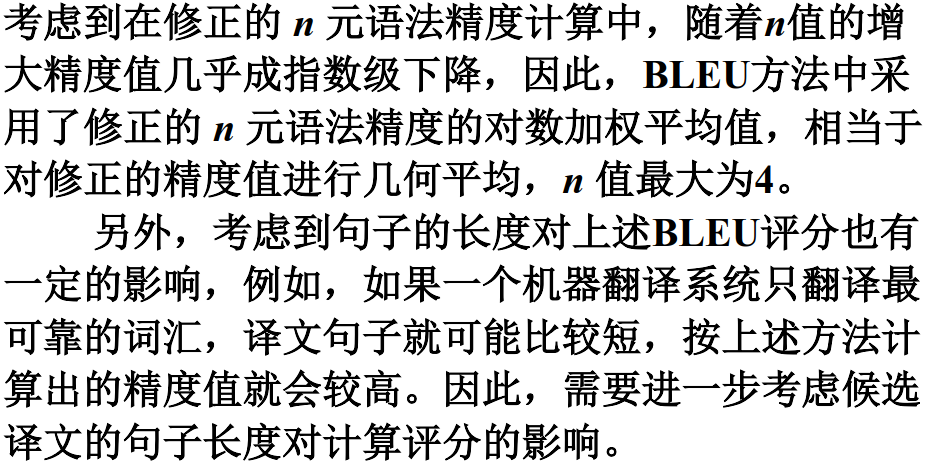 考虑到在修正的 n 元语法精度计算中，随着n值的增
大精度值几乎成指数级下降，因此，BLEU方法中采
用了修正的 n 元语法精度的对数加权平均值，相当于
对修正的精度值进行几何平均，n 值最大为4。
另外，考虑到句子的长度对上述BLEU评分也有
一定的影响，例如，如果一个机器翻译系统只翻译最
可靠的词汇，译文句子就可能比较短，按上述方法计
算出的精度值就会较高。因此，需要进一步考虑候选
译文的句子长度对计算评分的影响。